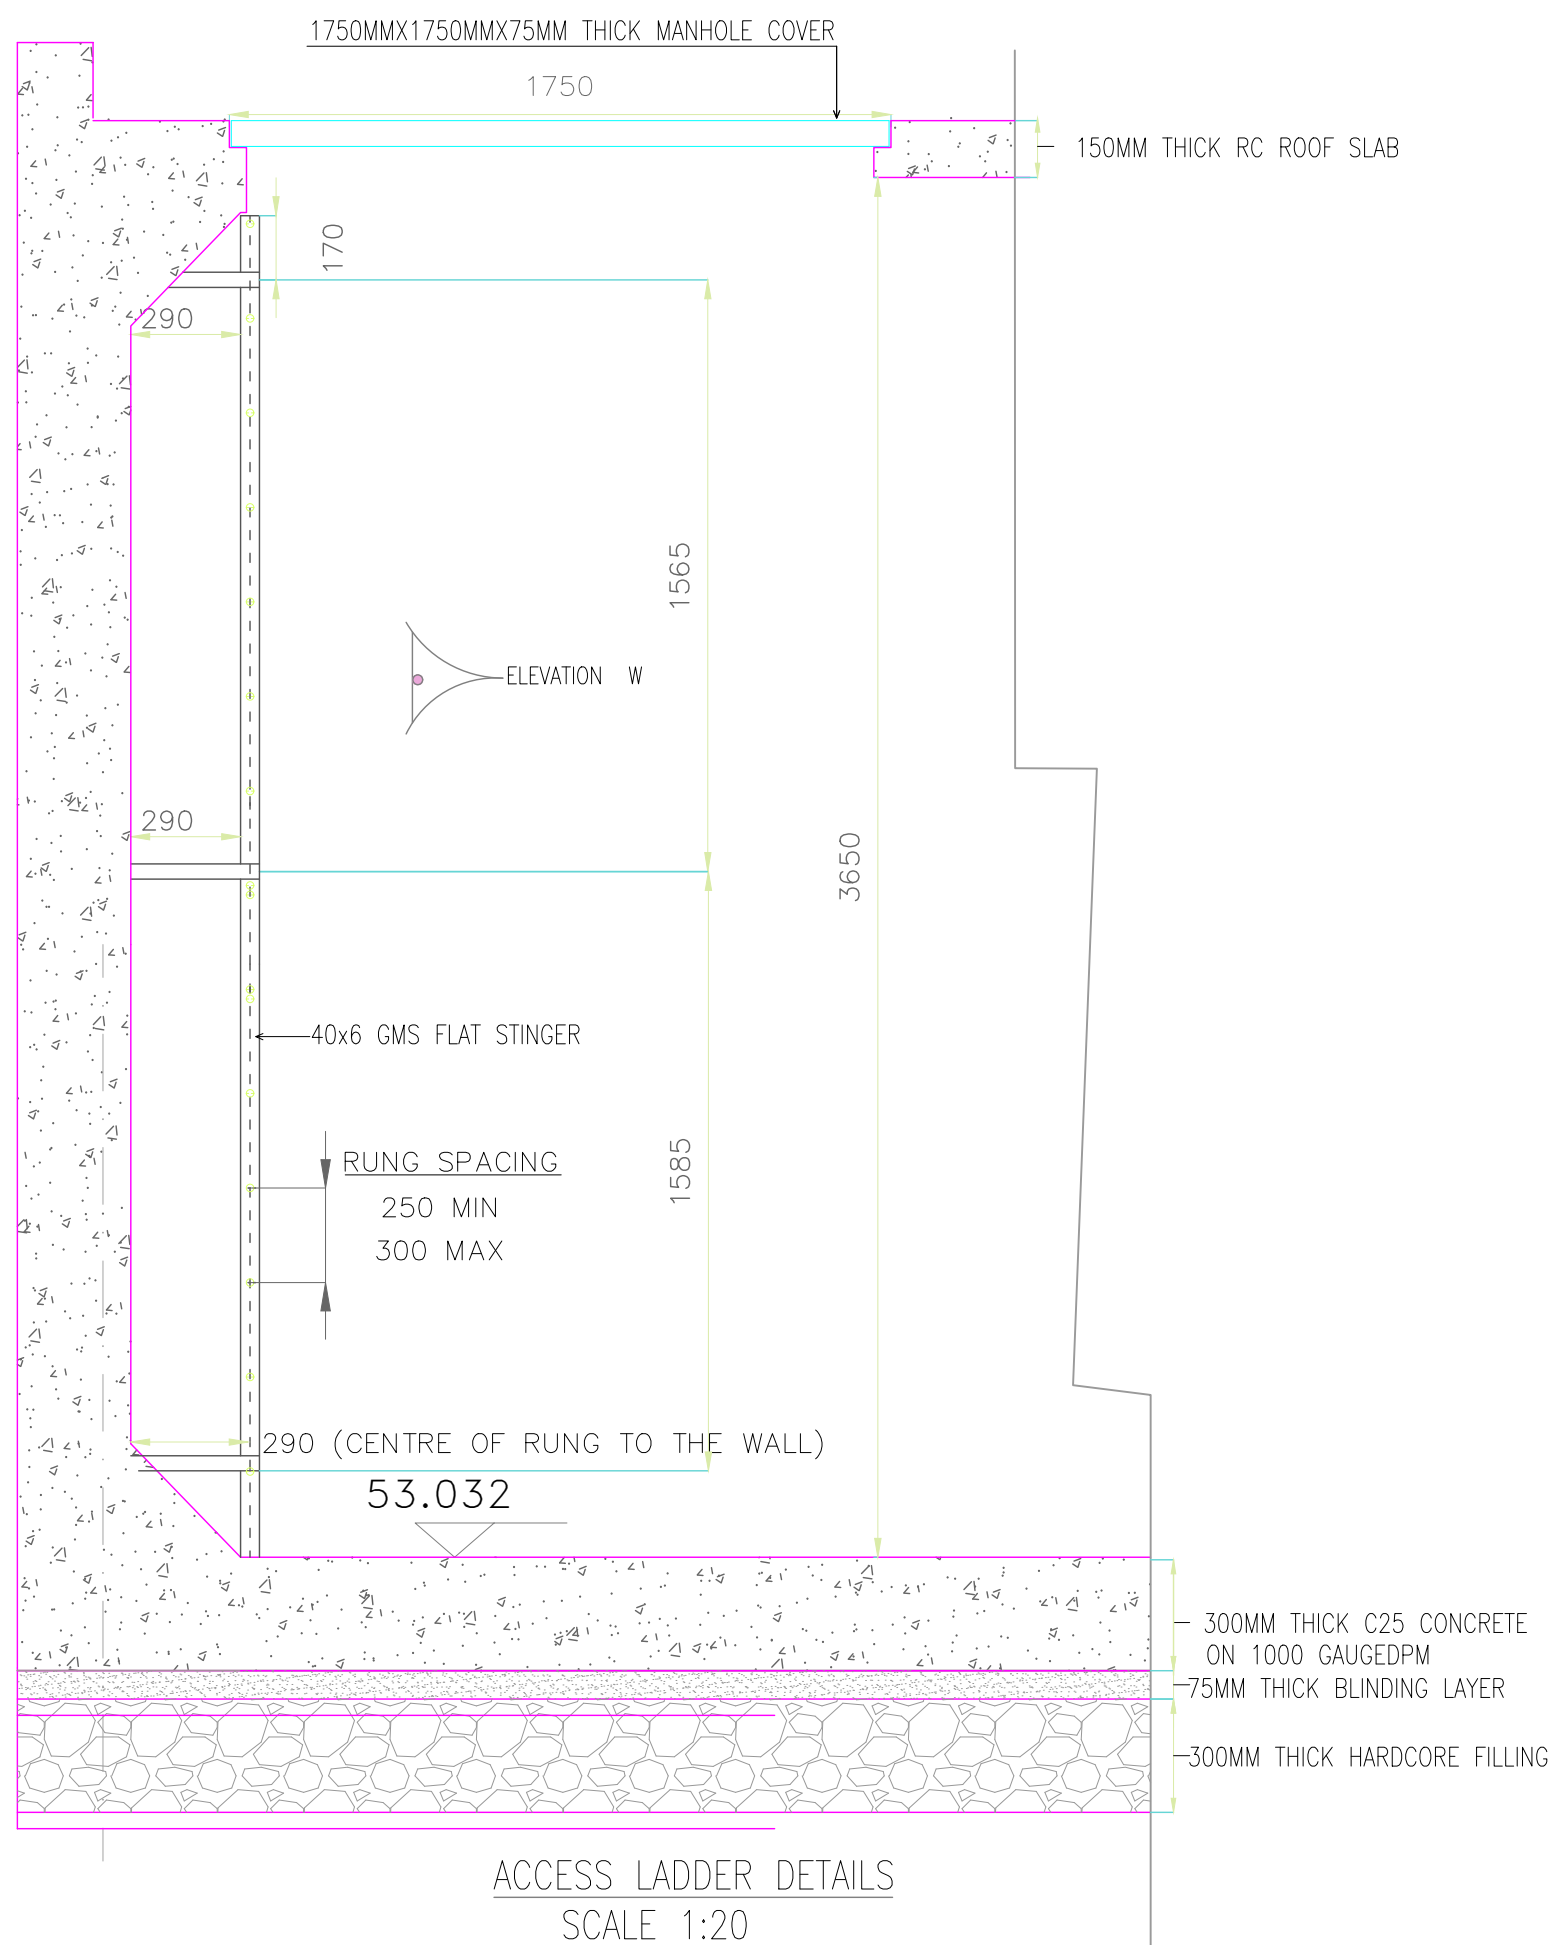 1750MMX1750MMX75MM THICK MANHOLE COVER
1750
150MM THICK RC ROOF SLAB
170
290
1565
ELEVATION W
290
3650
40x6 GMS FLAT STINGER
RUNG SPACING
250 MIN
300 MAX
1585
290 (CENTRE OF RUNG TO THE WALL)
53.032
300MM THICK C25 CONCRETE
ON 1000 GAUGEDPM
75MM THICK BLINDING LAYER
300MM THICK HARDCORE FILLING
ACCESS LADDER DETAILS
SCALE 1:20